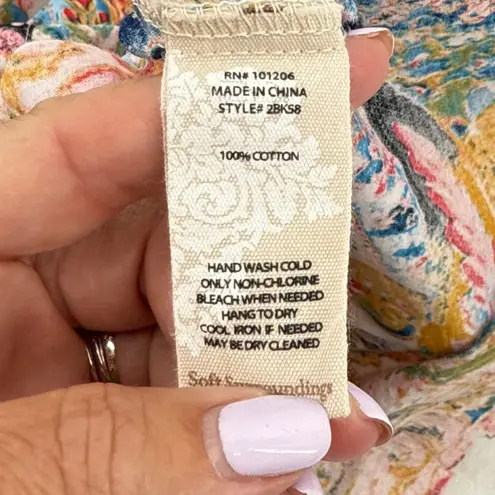 RN# 101206
MADE IN CHINA
STYLE# 2BK58
100% COTTON
HAND WASH COLD
ONLY NON-CHLORINE
BLEACH WHEN NEEDED
HANG TO DRY
COOL IRON IF NEEDED
MAY BE DRY CLEANED
Soft Surroundings